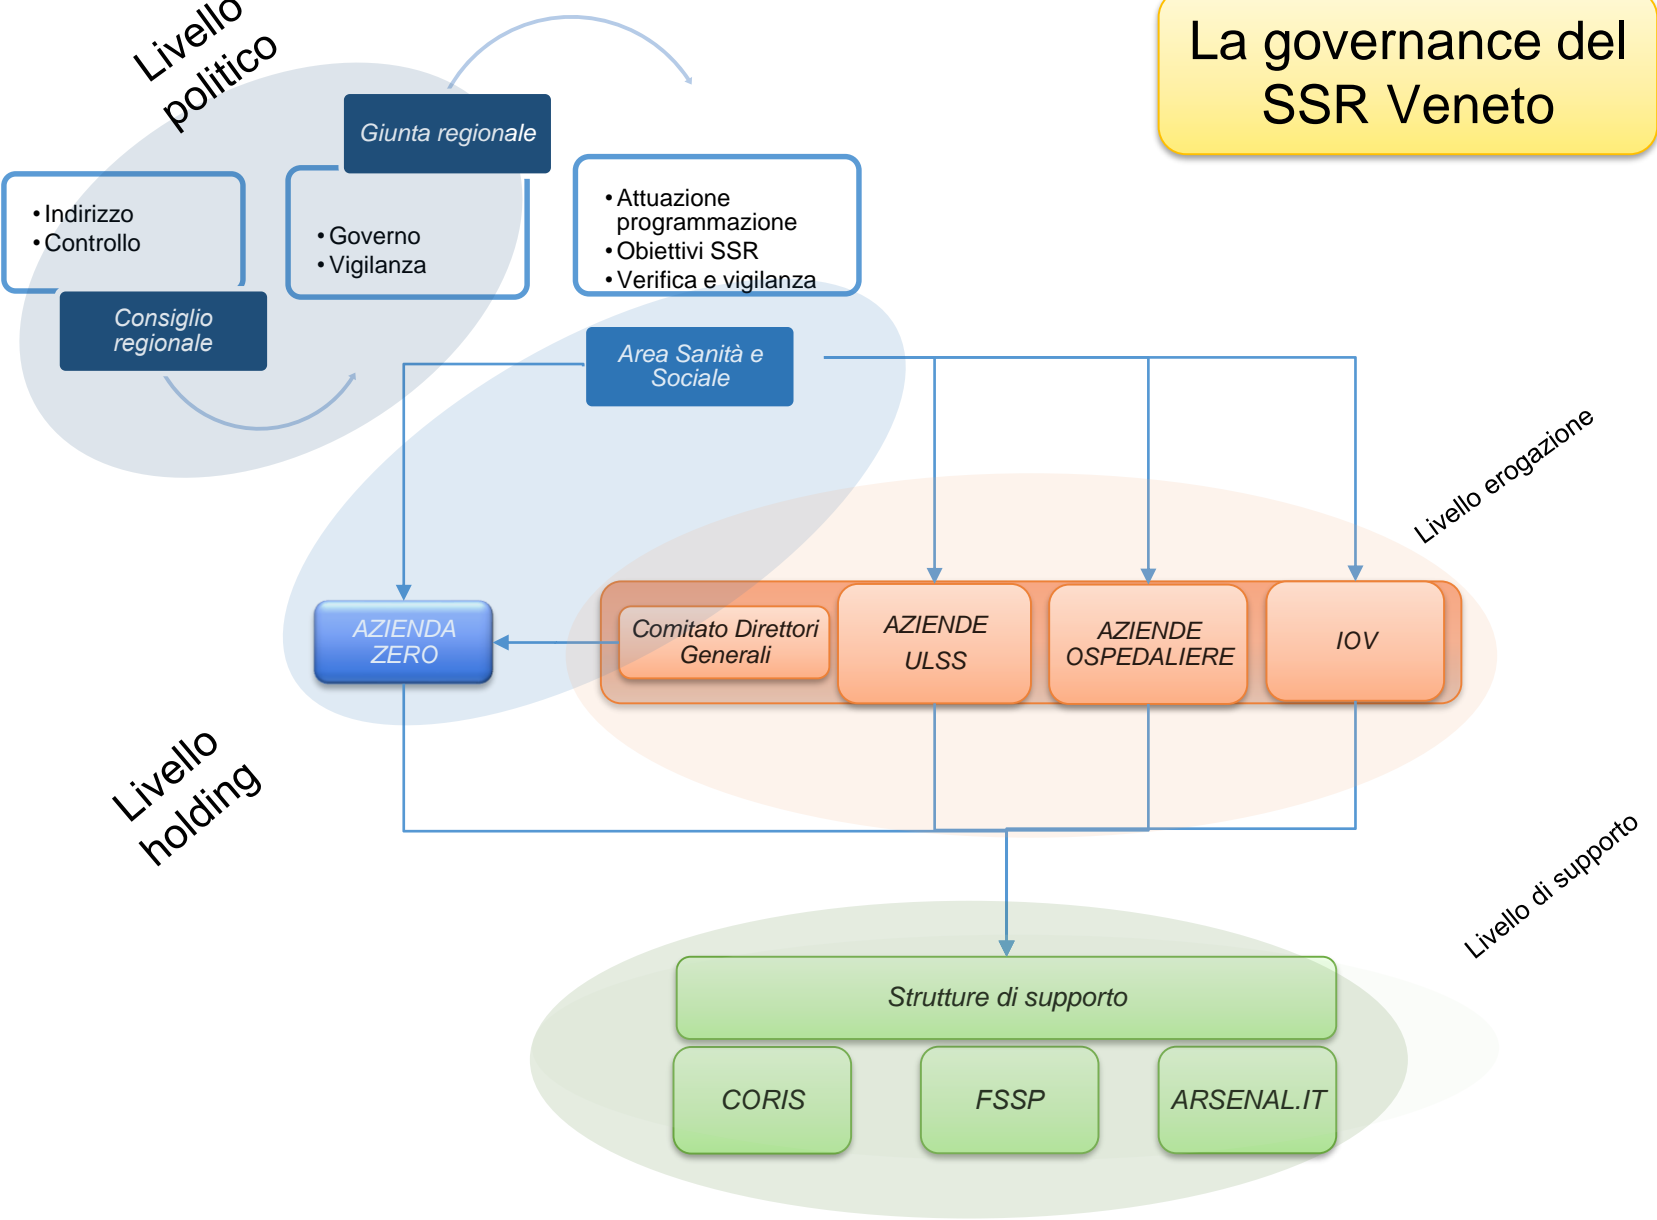 La governance del
SSR Veneto
Livello
politico
Giunta regionale
• Indirizzo
• Controllo
• Governo
• Vigilanza
• Attuazione
programmazione
• Obiettivi SSR
• Verifica e vigilanza
Consiglio
regionale
Area Sanità e
Sociale
Livello erogazione
AZIENDA
ZERO
Comitato Direttori
Generali
AZIENDE
ULSS
AZIENDE
OSPEDALIERE
IOV
Livello
holding
Livello di supporto
Strutture di supporto
CORIS
FSSP
ARSENAL.IT